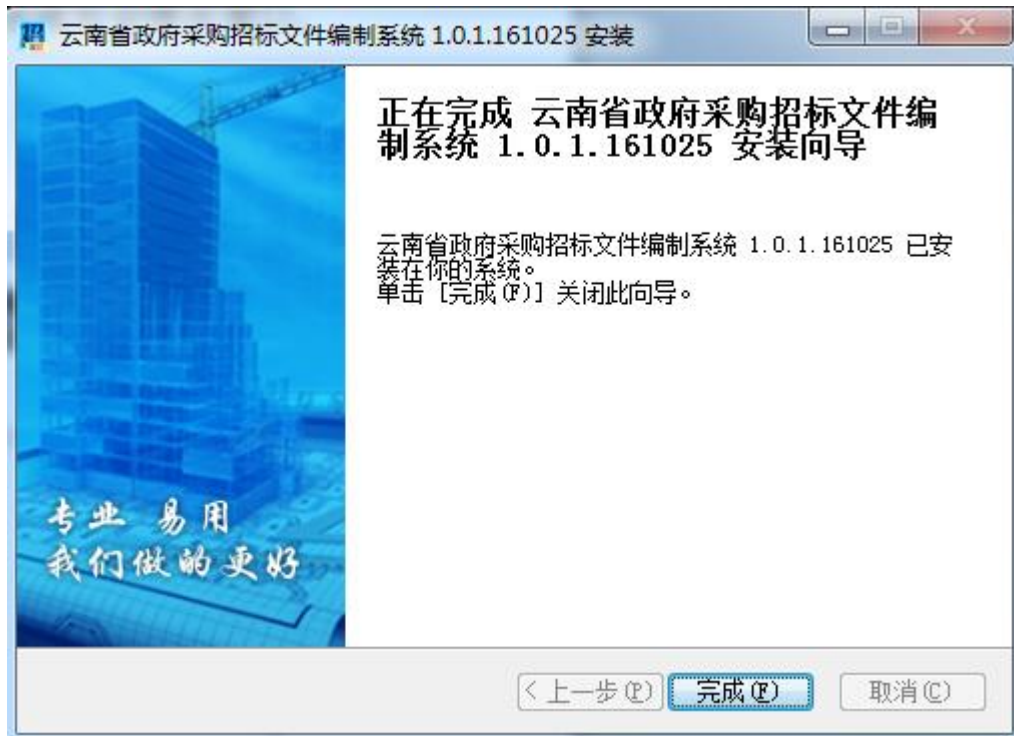 云南省政府采购招标文件编制系统 1.0.1.161025 安装
正在完成 云南省政府采购招标文件编
制系统 1.0.1.161025 安装向导
云南省政府采购招标文件编制系统 1.0.1.161025 已安
装在你的系统。
单击 [完成(F)] 关闭此向导。
专业 易用
我们做的更好
< 上一步(P)
完成(F)
取消(C)